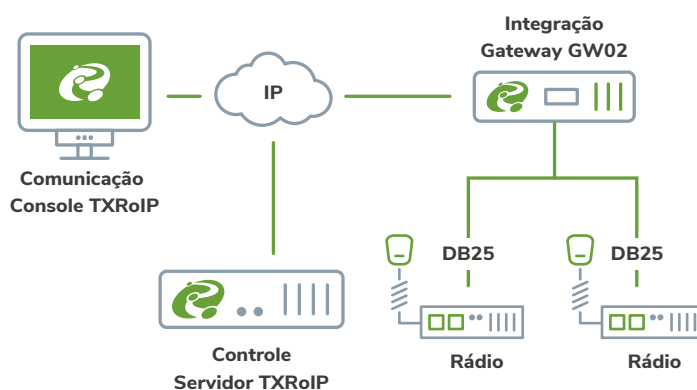 Integração
Gateway GW02
IP
Comunicação
Console TXRoIP
DB25
DB25
Controle
Servidor TXRoIP
Rádio
Rádio